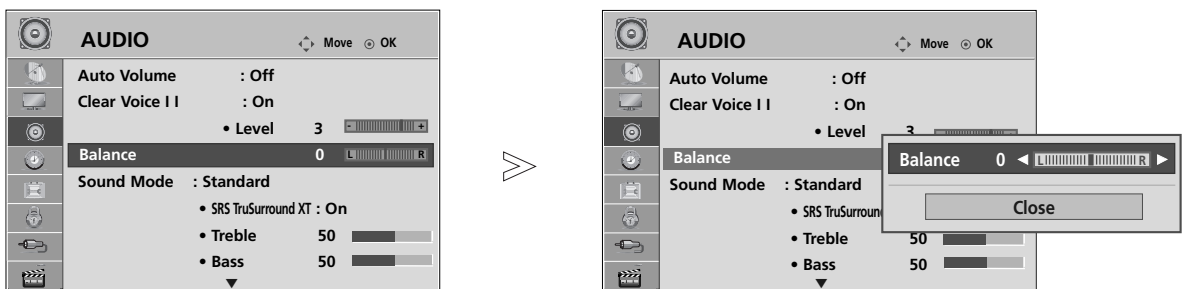 AUDIO Move OK
Auto Volume : Off
Clear Voice I I : On
• Level 3 - +
Balance 0 L R
Sound Mode : Standard
• SRS TruSurround XT : On
• Treble 50
• Bass 50
AUDIO Move OK
Auto Volume : Off
Clear Voice I I : On
• Level 3
Balance
Sound Mode : Standard
• SRS TruSurroun
• Treble 50
• Bass 50
Balance 0 L R
Close